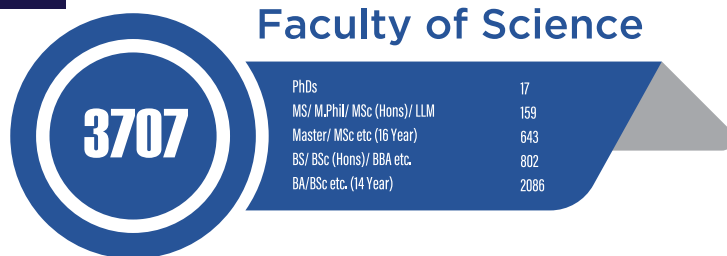 Faculty of Science
3707
PhDs 17
MS/ M.Phil/ MSc (Hons)/ LLM 159
Master/ MSc etc (16 Year) 643
BS/ BSc (Hons)/ BBA etc. 802
BA/BSc etc. (14 Year) 2086